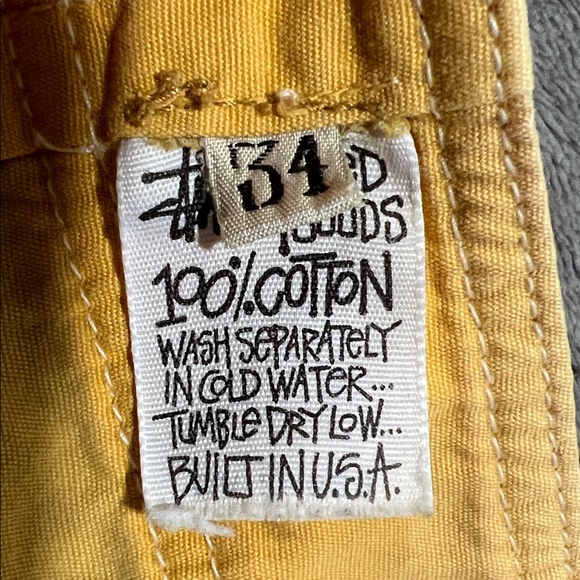 34
100% COTTON
WASH SEPARATELY
IN COLD WATER...
TUMBLE DRY LOW...
BUILT IN U.S.A.